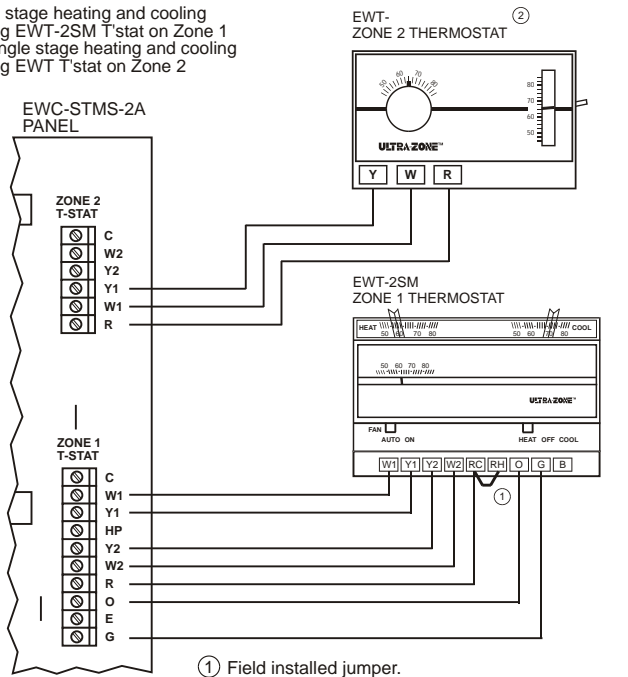 stage heating and cooling
g EWT-2SM T'stat on Zone 1
ngle stage heating and cooling
g EWT T'stat on Zone 2
EWT-
ZONE 2 THERMOSTAT
②
60 70
50 80
80
70
60
50
ULTRA-ZONE™
Y W R
EWC-STMS-2A
PANEL
ZONE 2
T-STAT
C
W2
Y2
Y1
W1
R
EWT-2SM
ZONE 1 THERMOSTAT
HEAT
50 60 70 80
50 60 70 80
COOL
50 60 70 80
ULTRA-ZONE™
FAN
AUTO ON
HEAT OFF COOL
W1 Y1 Y2 W2 RC RH O G B
①
ZONE 1
T-STAT
C
W1
Y1
HP
Y2
W2
R
O
E
G
① Field installed jumper.